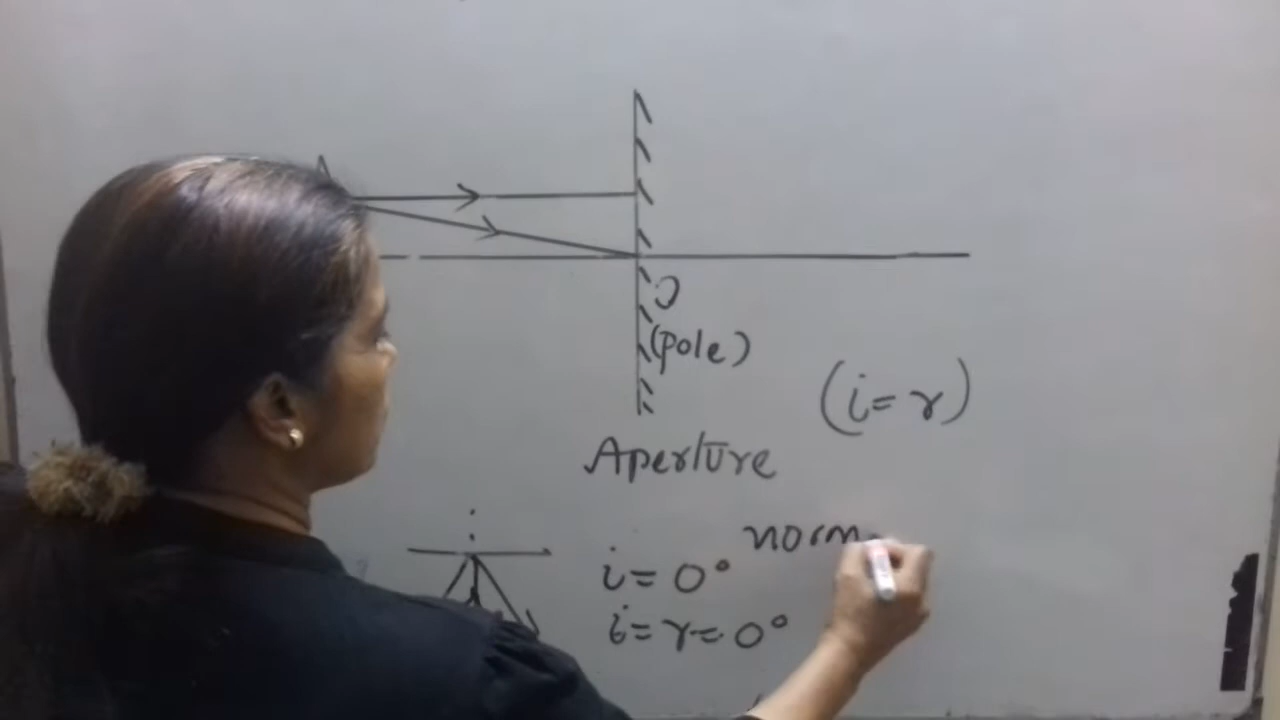 O
(pole)
(i = r)
Aperture
norm
i = 0°
i = r = 0°